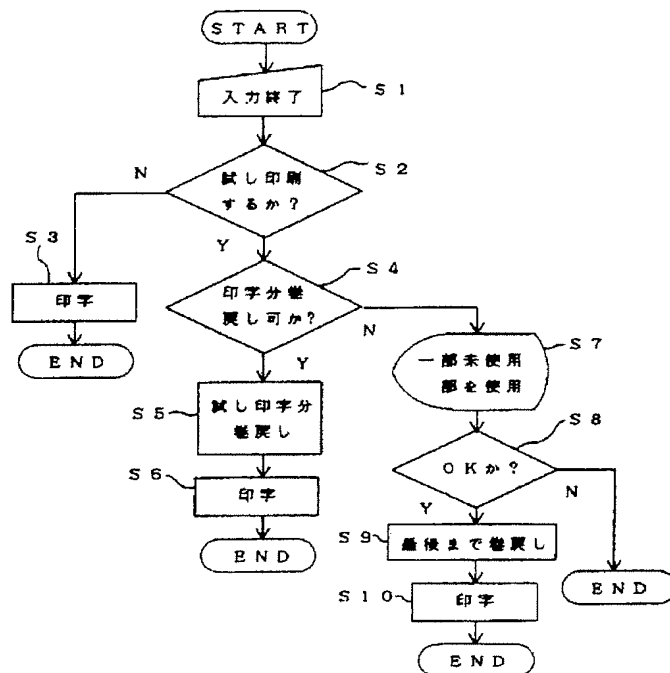 START
入力終了
S1
試し印刷
するか?
S2
N
Y
S3
印字
END
印字分巻
戻し可か?
S4
N
Y
S5
試し印字分
巻戻し
S6
印字
END
一部未使用
部を使用
S7
OKか?
S8
Y
N
S9
最後まで巻戻し
S10
印字
END
END